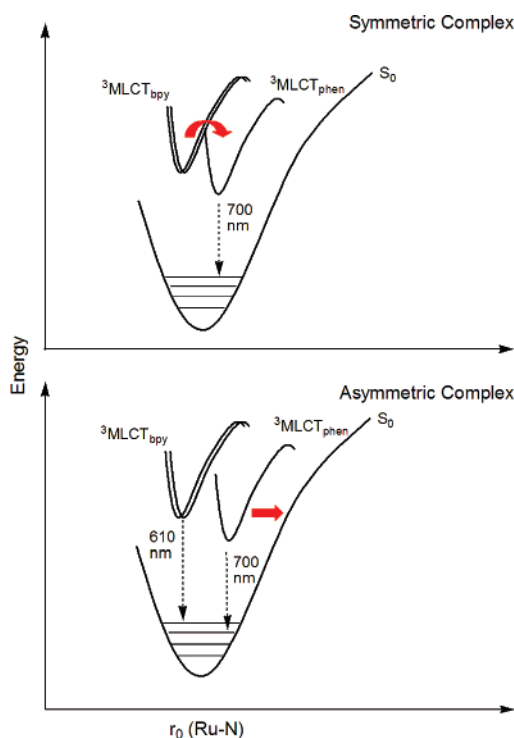 Symmetric Complex
³MLCT_bpy
³MLCT_phen
S₀
700
nm
Energy
Asymmetric Complex
³MLCT_bpy
³MLCT_phen
S₀
610
nm
700
nm
r₀ (Ru-N)